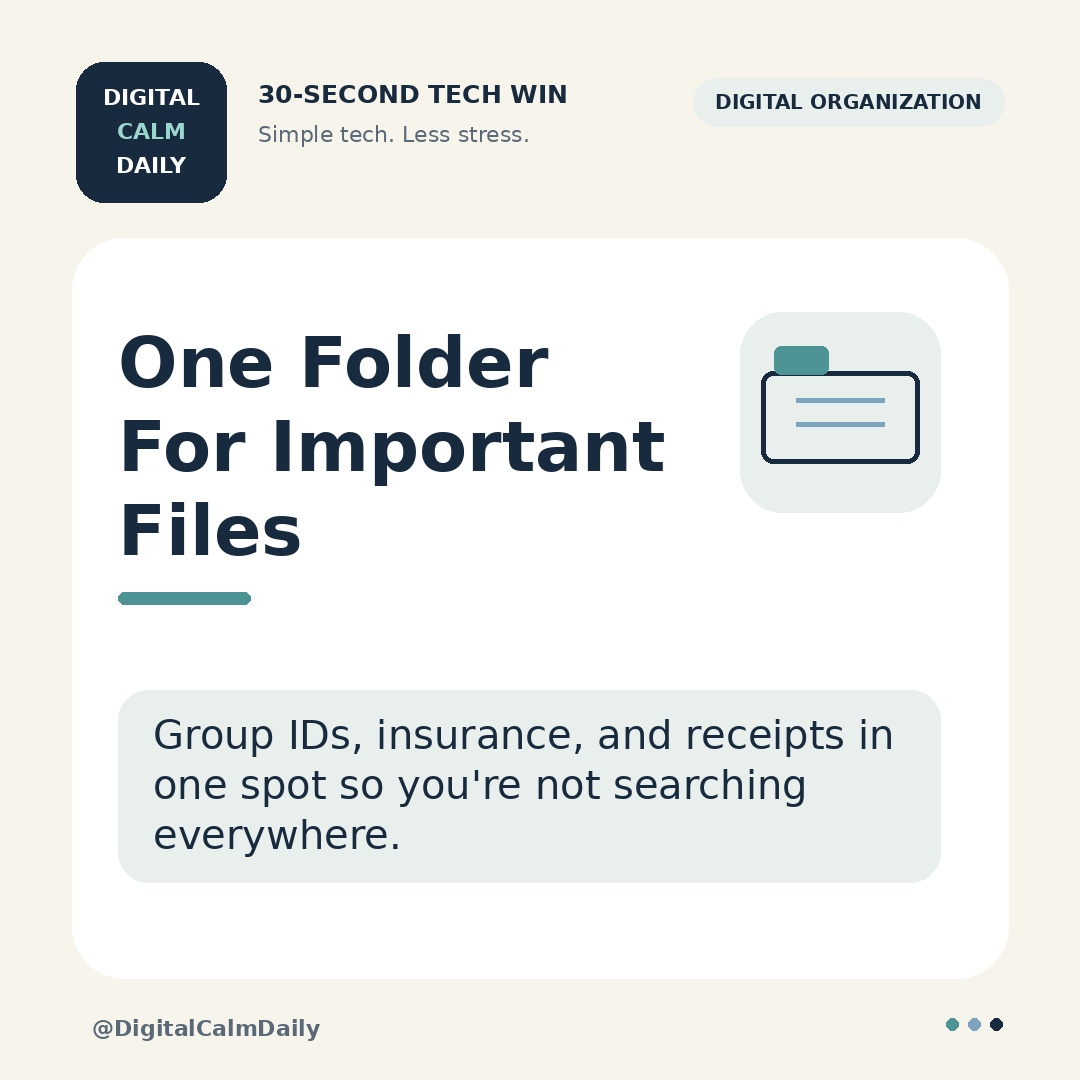 DIGITAL
CALM
DAILY
30-SECOND TECH WIN
Simple tech. Less stress.
DIGITAL ORGANIZATION
One Folder
For Important
Files
Group IDs, insurance, and receipts in
one spot so you're not searching
everywhere.
@DigitalCalmDaily